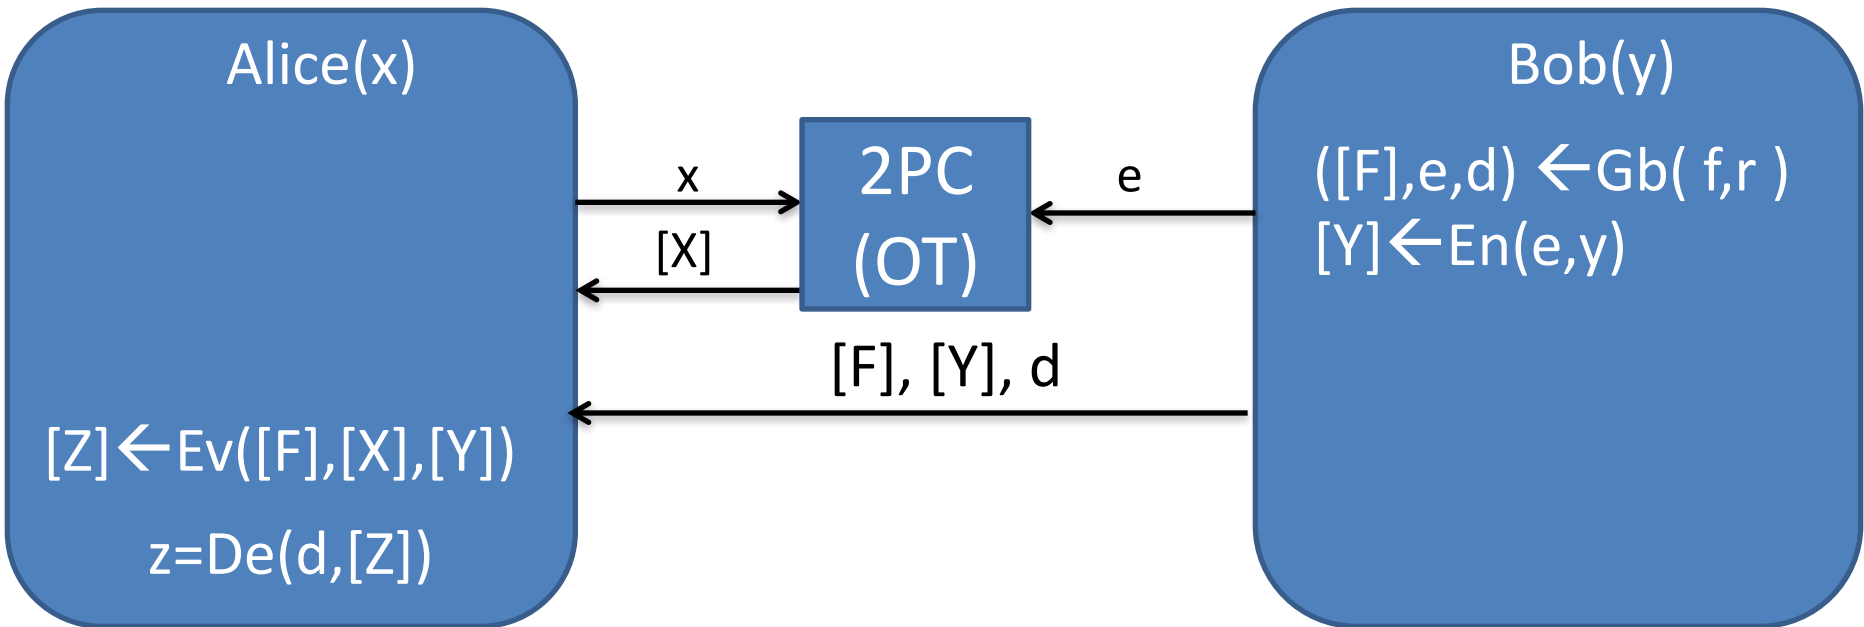 Alice(x)
[Z]←Ev([F],[X],[Y])
z=De(d,[Z])
x
[X]
2PC
(OT)
e
[F], [Y], d
Bob(y)
([F],e,d) ←Gb( f,r )
[Y]←En(e,y)